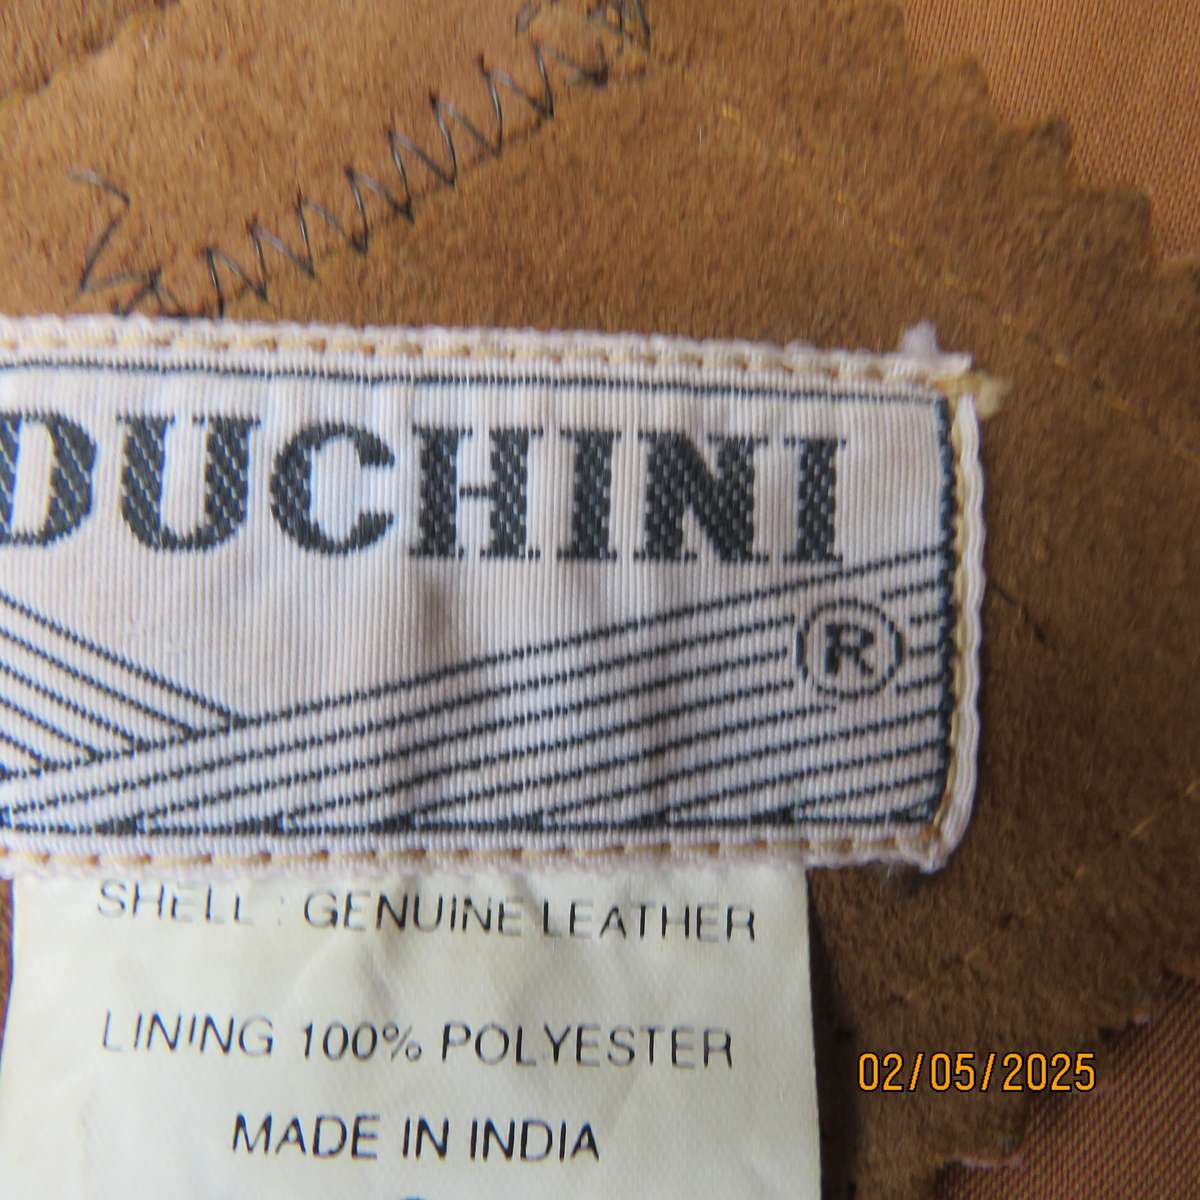 DUCHINI
®
SHELL : GENUINE LEATHER
LINING 100% POLYESTER
MADE IN INDIA
02/05/2025